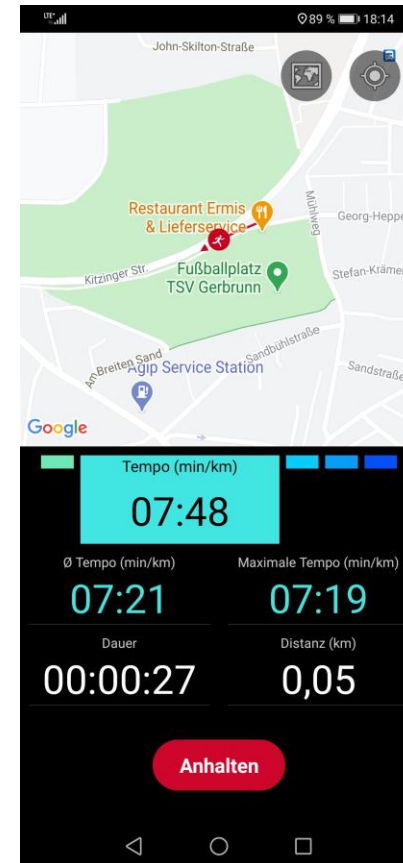 LTE+
89 %
18:14
John-Skilton-Straße
Restaurant Ermis
& Lieferservice
Mühlweg
Georg-Heppe
Kitzinger Str.
Fußballplatz
TSV Gerbrunn
Stefan-Kräme
Am Breiten Sand
Agip Service Station
Sandbühlstraße
Sandstraße
Google
Tempo (min/km)
07:48
Ø Tempo (min/km)
Maximale Tempo (min/km)
07:21
07:19
Dauer
Distanz (km)
00:00:27
0,05
Anhalten